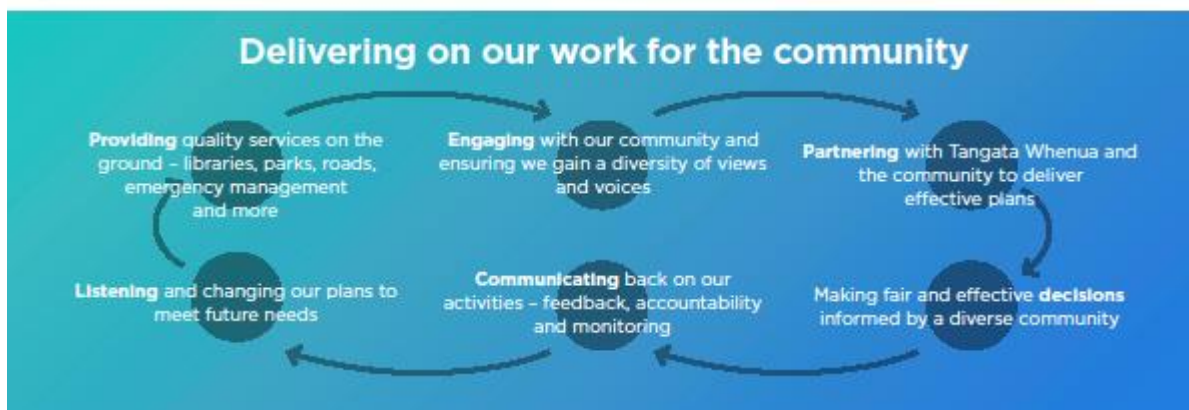 Delivering on our work for the community
Providing quality services on the
ground – libraries, parks, roads,
emergency management
and more
Engaging with our community and
ensuring we gain a diversity of views
and voices
Partnering with Tangata Whenua and
the community to deliver
effective plans
Making fair and effective decisions
informed by a diverse community
Communicating back on our
activities – feedback, accountability
and monitoring
Listening and changing our plans to
meet future needs